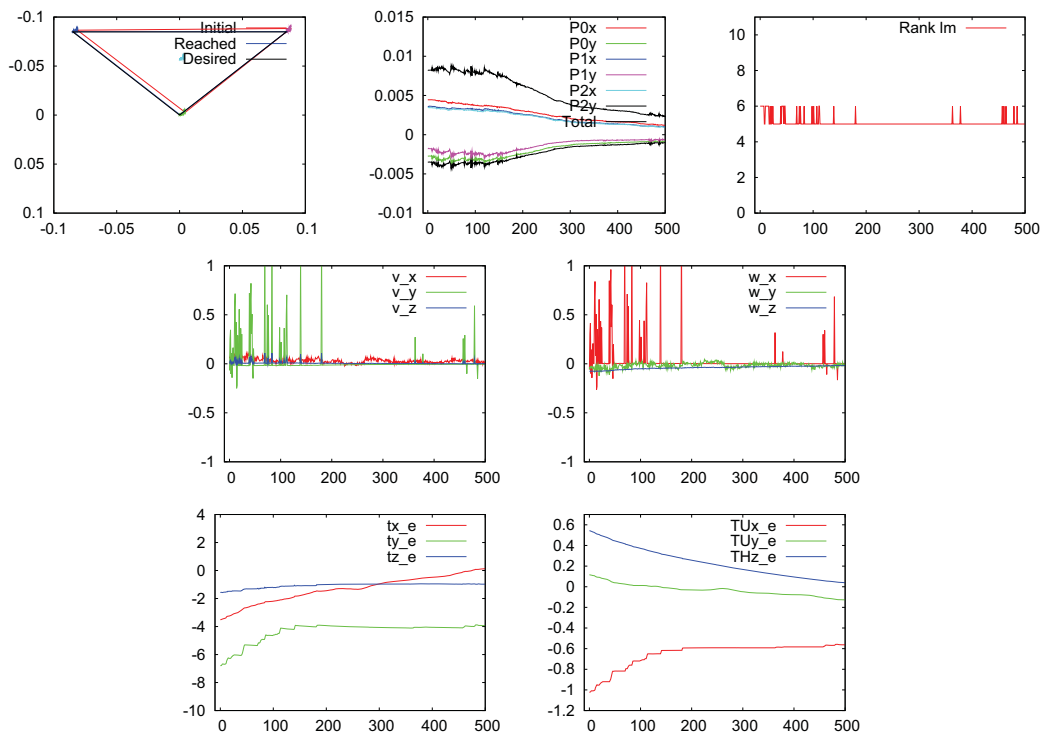 -0.1
-0.05
0
0.05
0.1
-0.1 -0.05 0 0.05 0.1
Initial
Reached
Desired
0.015
0.01
0.005
0
-0.005
-0.01
0 100 200 300 400 500
P0x
P0y
P1x
P1y
P2x
P2y
Total
10
8
6
4
2
0
0 100 200 300 400 500
Rank lm
1
0.5
0
-0.5
-1
0 100 200 300 400 500
v_x
v_y
v_z
1
0.5
0
-0.5
-1
0 100 200 300 400 500
w_x
w_y
w_z
4
2
0
-2
-4
-6
-8
-10
0 100 200 300 400 500
tx_e
ty_e
tz_e
0.6
0.4
0.2
0
-0.2
-0.4
-0.6
-0.8
-1
-1.2
0 100 200 300 400 500
TUx_e
TUy_e
THz_e